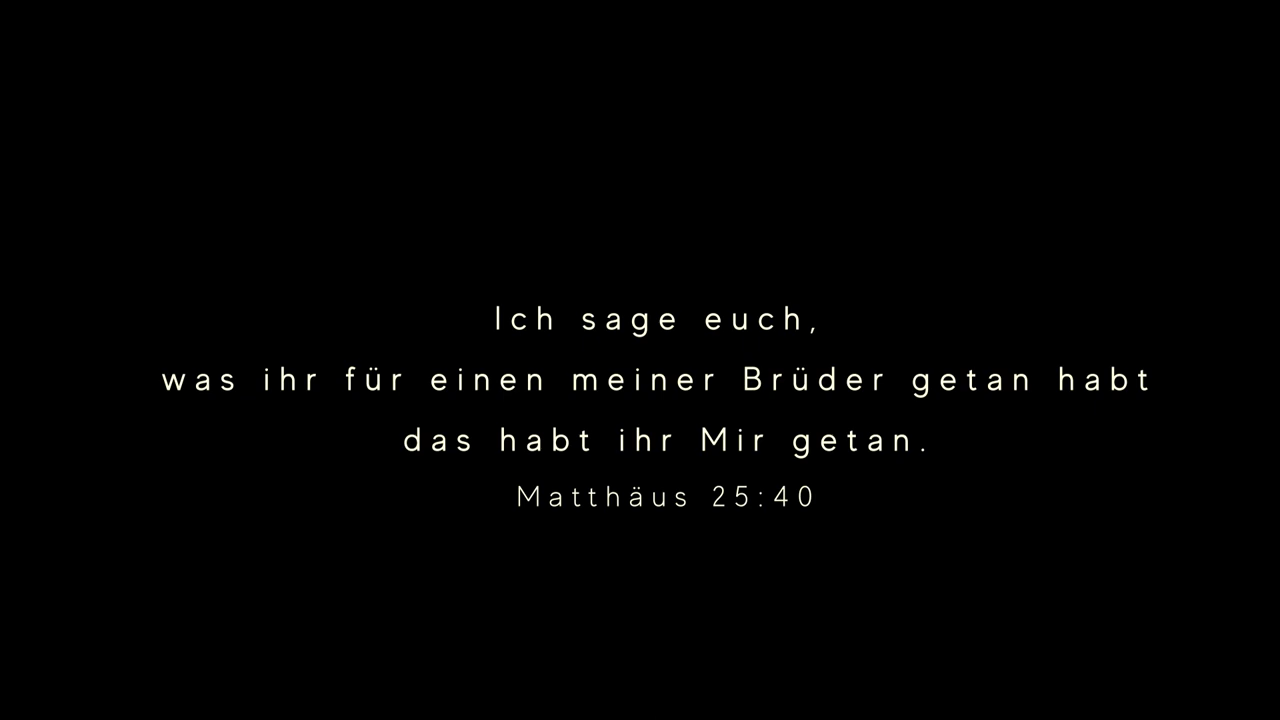 Ich sage euch,
was ihr für einen meiner Brüder getan habt
das habt ihr Mir getan.
Matthäus 25:40